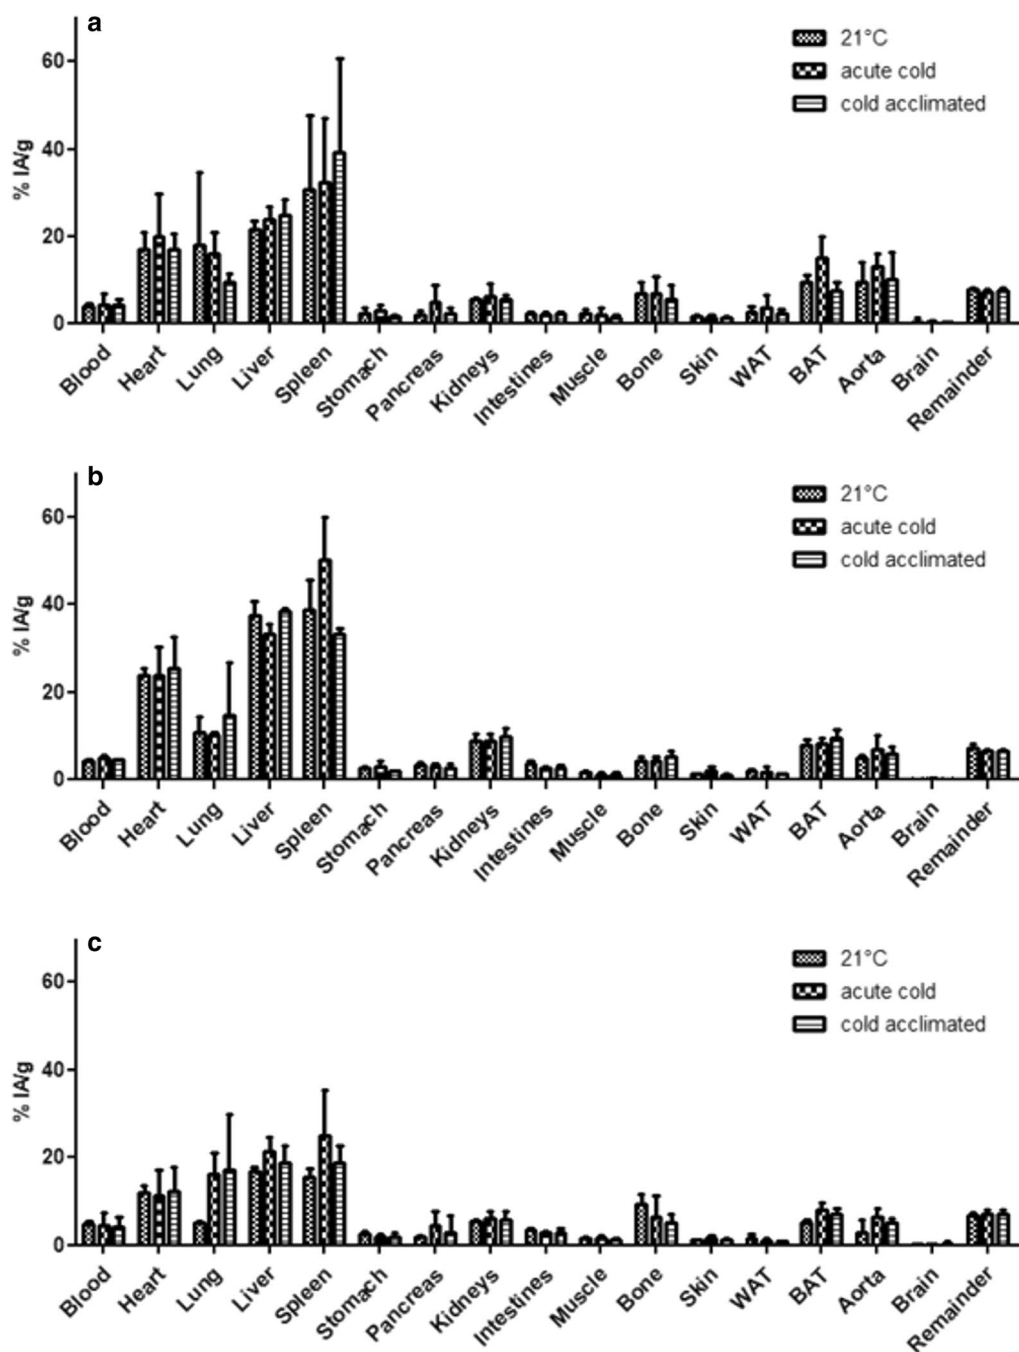 a
21°C
acute cold
cold acclimated
60
40
20
0
% IA/g
Blood
Heart
Lung
Liver
Spleen
Stomach
Pancreas
Kidneys
Intestines
Muscle
Bone
Skin
WAT
BAT
Aorta
Brain
Remainder
b
21°C
acute cold
cold acclimated
60
40
20
0
% IA/g
Blood
Heart
Lung
Liver
Spleen
Stomach
Pancreas
Kidneys
Intestines
Muscle
Bone
Skin
WAT
BAT
Aorta
Brain
Remainder
c
21°C
acute cold
cold acclimated
60
40
20
0
% IA/g
Blood
Heart
Lung
Liver
Spleen
Stomach
Pancreas
Kidneys
Intestines
Muscle
Bone
Skin
WAT
BAT
Aorta
Brain
Remainder